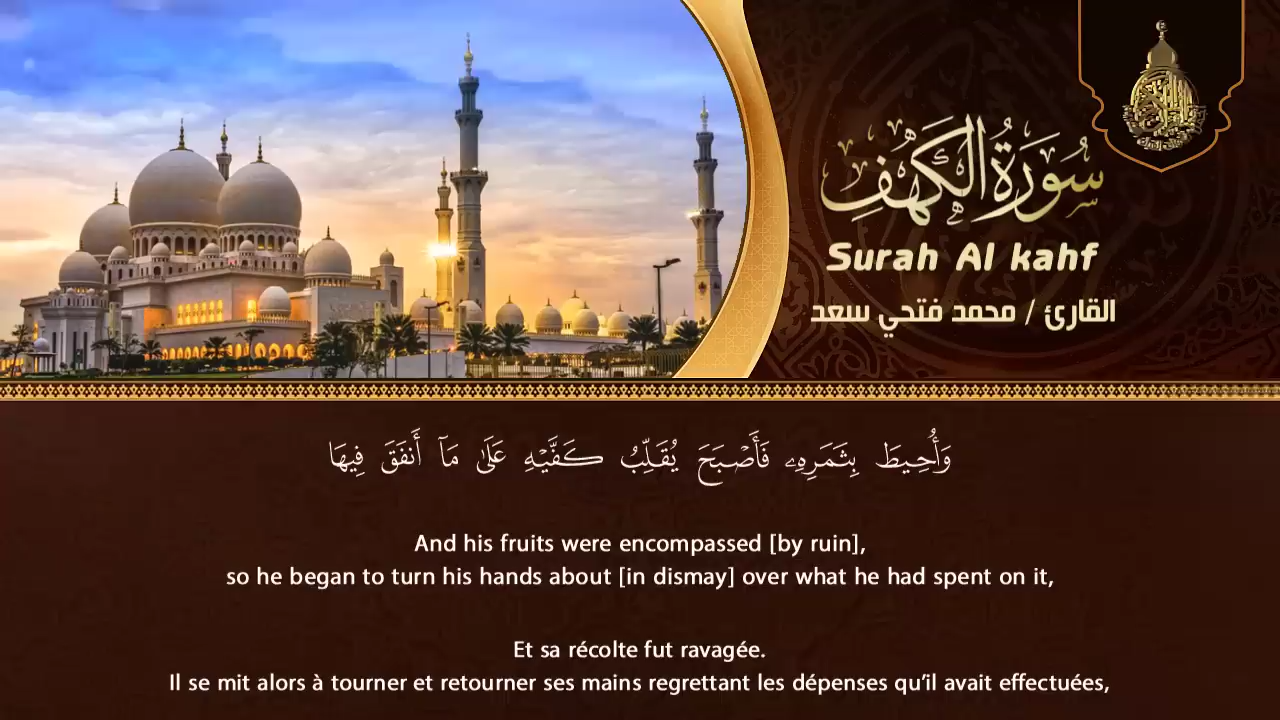 سُورَةُ الكَهْفِ
Surah Al kahf
القارئ / محمد فتحي سعد
وَأُحِيطَ بِثَمَرِهِۦ فَأَصْبَحَ يُقَلِّبُ كَفَّيْهِ عَلَىٰ مَآ أَنفَقَ فِيهَا
And his fruits were encompassed [by ruin],
so he began to turn his hands about [in dismay] over what he had spent on it,
Et sa récolte fut ravagée.
Il se mit alors à tourner et retourner ses mains regrettant les dépenses qu’il avait effectuées,